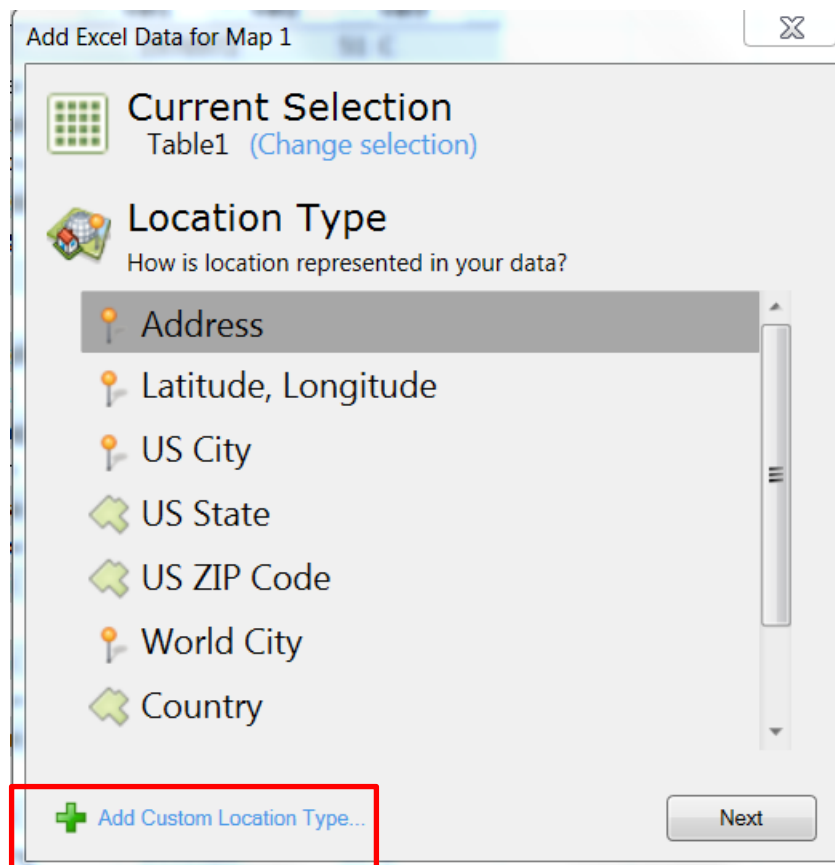 Add Excel Data for Map 1
Current Selection
Table1 (Change selection)
Location Type
How is location represented in your data?
Address
Latitude, Longitude
US City
US State
US ZIP Code
World City
Country
Add Custom Location Type...
Next